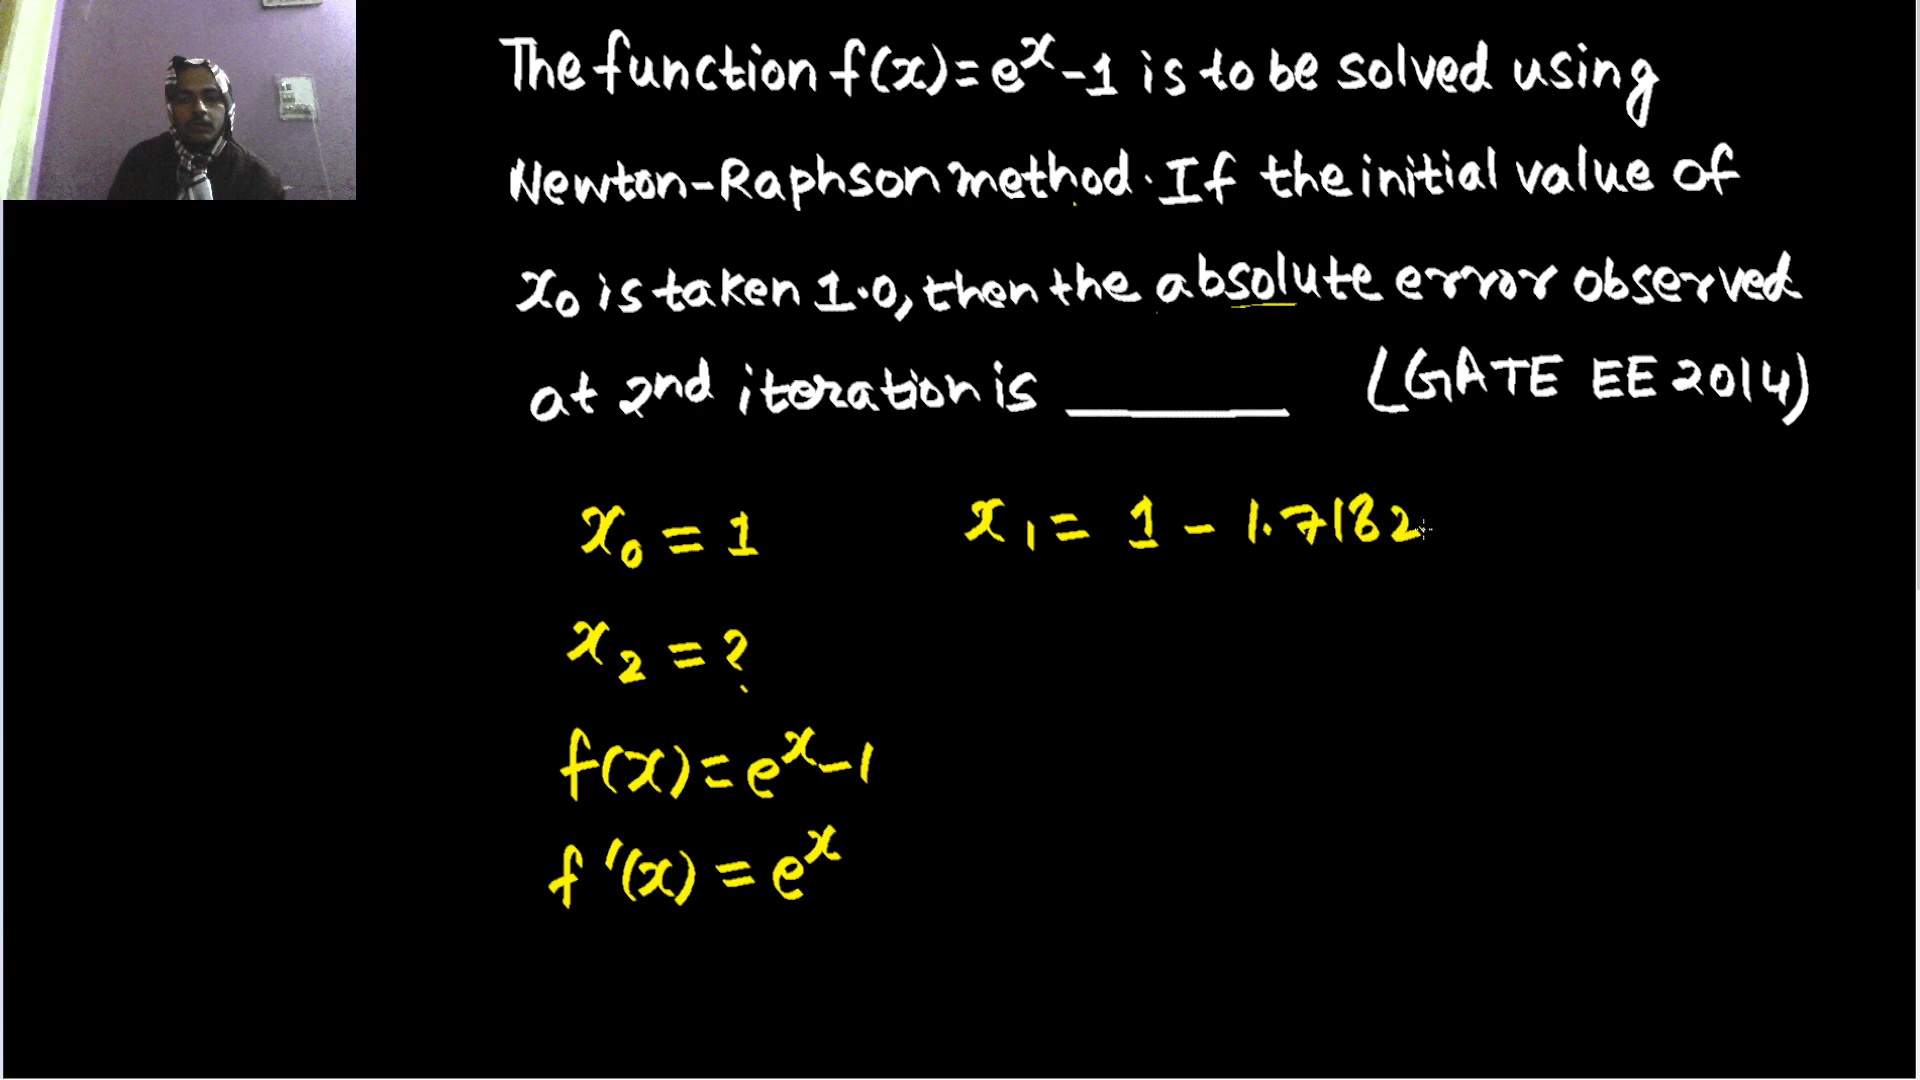 The function f(x)=e^x-1 is to be solved using
Newton-Raphson method. If the initial value of
x₀ is taken 1.0, then the absolute error observed
at 2nd iteration is ______ (GATE EE 2014)
x₀ = 1
x₁ = 1 - 1.7182
x₂ = ?
f(x) = e^x-1
f'(x) = e^x